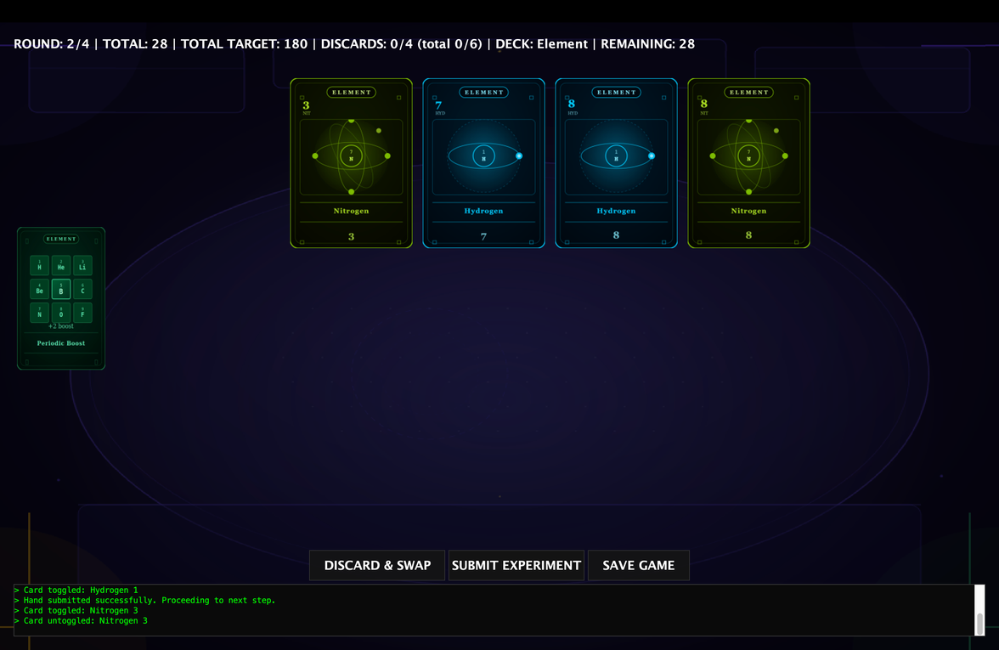 ROUND: 2/4 | TOTAL: 28 | TOTAL TARGET: 180 | DISCARDS: 0/4 (total 0/6) | DECK: Element | REMAINING: 28
ELEMENT
3
NIT
7
N
Nitrogen
3
ELEMENT
7
HYD
1
H
Hydrogen
7
ELEMENT
8
HYD
1
H
Hydrogen
8
ELEMENT
8
NIT
7
N
Nitrogen
8
ELEMENT
1 2 3
H He Li
4 5 6
Be B C
7 8 9
N O F
+2 boost
Periodic Boost
DISCARD & SWAP SUBMIT EXPERIMENT SAVE GAME
> Card toggled: Hydrogen 1
> Hand submitted successfully. Proceeding to next step.
> Card toggled: Nitrogen 3
> Card untoggled: Nitrogen 3